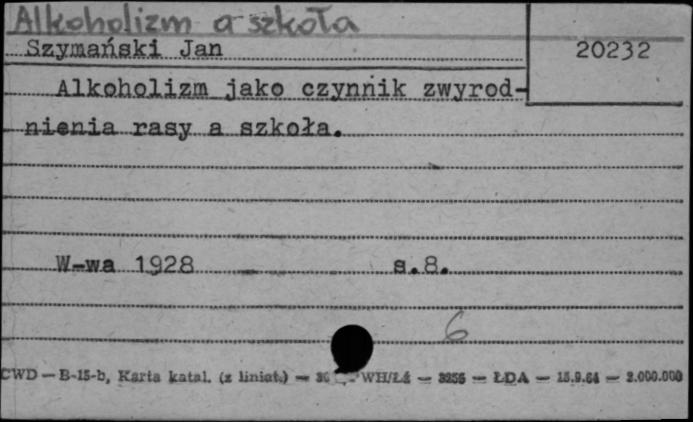 Alkoholizm a szkoła
Szymański Jan
20232
Alkoholizm jako czynnik zwyrod-
nienia rasy a szkoła.
W-wa 1928 s.8.
6
CWD — B-15-b, Karta katal. (z liniat.) — WH/Łź — 3255 — ŁDA — 15.9.64 — 2.000.000